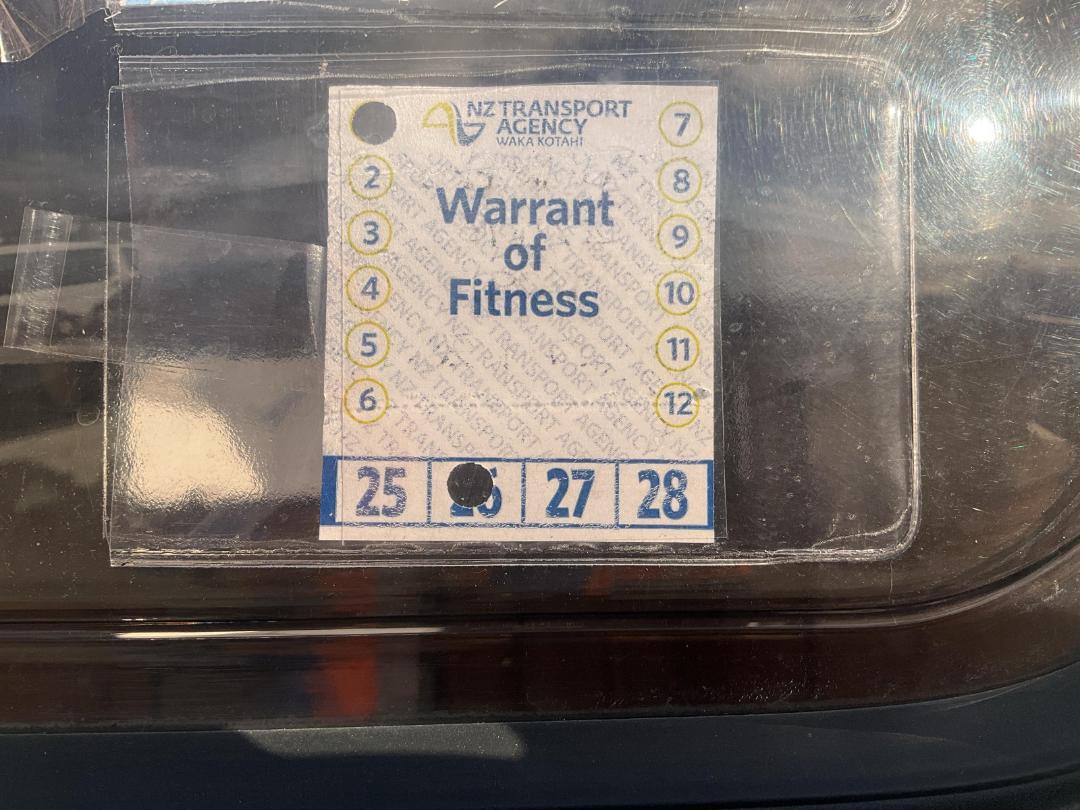 NZ TRANSPORT
AGENCY
WAKA KOTAHI
7
2
8
Warrant
3
9
of
4
10
Fitness
5
11
6
12
25
27
28